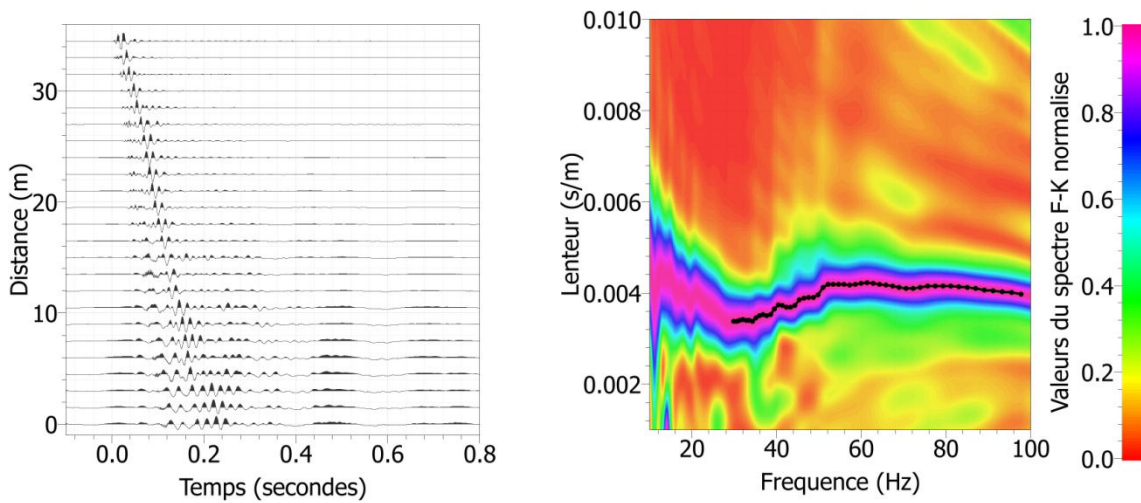 30
20
10
0
Distance (m)
0.0 0.2 0.4 0.6 0.8
Temps (secondes)
0.010
0.008
0.006
0.004
0.002
Lenteur (s/m)
20 40 60 80 100
Frequence (Hz)
1.0
0.8
0.6
0.4
0.2
0.0
Valeurs du spectre F-K normalise